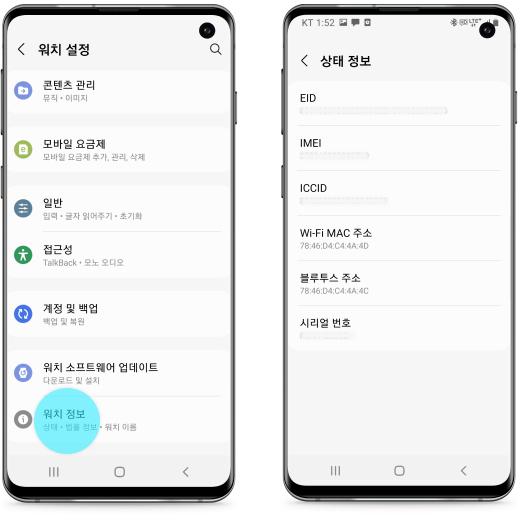 워치 설정
콘텐츠 관리
뮤직 • 이미지
모바일 요금제
모바일 요금제 추가, 관리, 삭제
일반
입력 • 글자 읽어주기 • 초기화
접근성
TalkBack • 모노 오디오
계정 및 백업
백업 및 복원
워치 소프트웨어 업데이트
다운로드 및 설치
워치 정보
상태 • 법률 정보 • 워치 이름
KT 1:52
상태 정보
EID
IMEI
ICCID
Wi-Fi MAC 주소
78:46:D4:C4:4A:4D
블루투스 주소
78:46:D4:C4:4A:4C
시리얼 번호